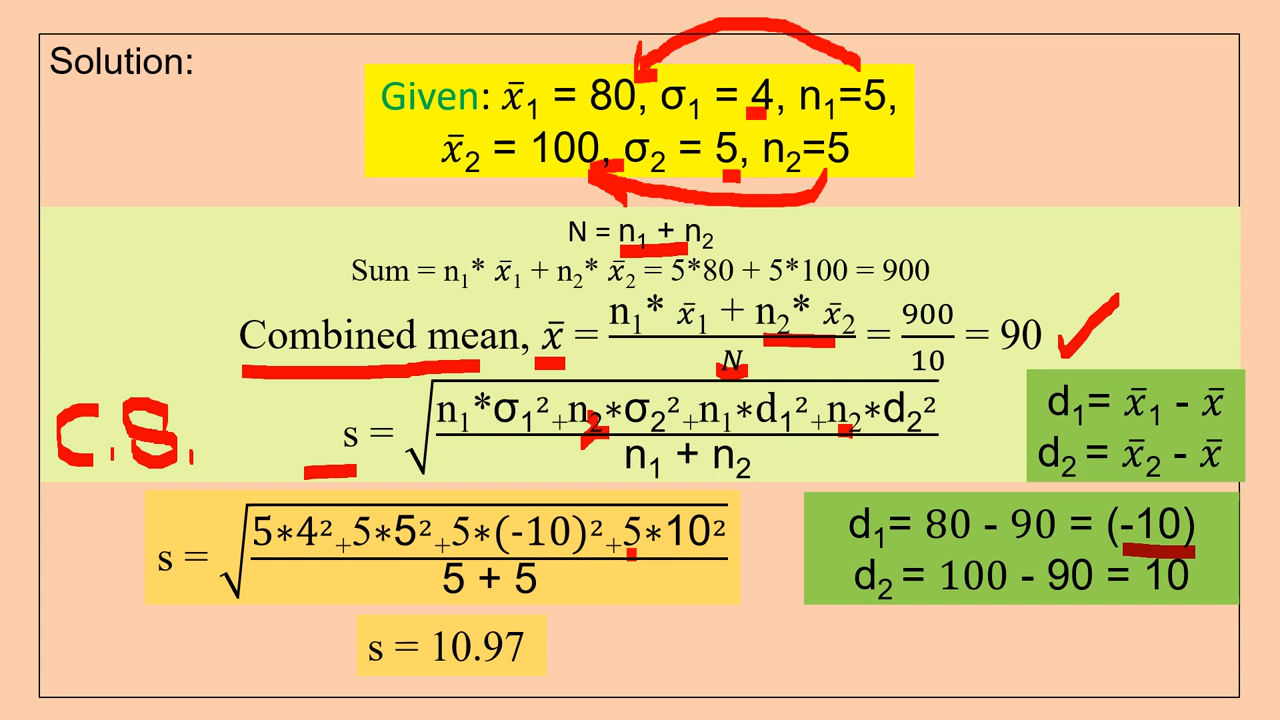 Solution:
Given: x̄₁ = 80, σ₁ = 4, n₁=5,
x̄₂ = 100, σ₂ = 5, n₂=5
N = n₁ + n₂
Sum = n₁* x̄₁ + n₂* x̄₂ = 5*80 + 5*100 = 900
Combined mean, x̄ = (n₁* x̄₁ + n₂* x̄₂)/N = 900/10 = 90
C.S.
s = √((n₁*σ₁²+n₂*σ₂²+n₁*d₁²+n₂*d₂²)/(n₁ + n₂))
d₁= x̄₁ - x̄
d₂ = x̄₂ - x̄
s = √((5*4²+5*5²+5*(-10)²+5*10²)/(5 + 5))
d₁= 80 - 90 = (-10)
d₂ = 100 - 90 = 10
s = 10.97